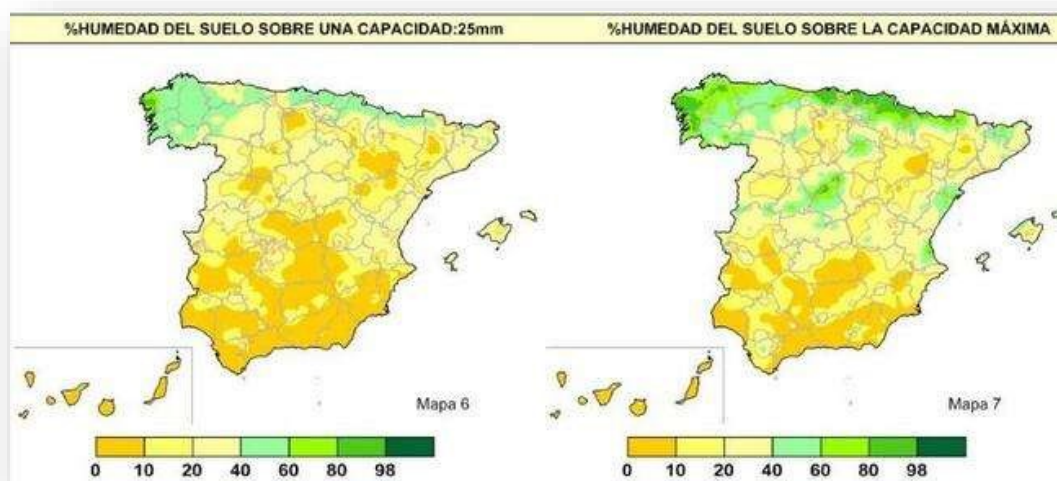 %HUMEDAD DEL SUELO SOBRE UNA CAPACIDAD:25mm
Mapa 6
0 10 20 40 60 80 98
%HUMEDAD DEL SUELO SOBRE LA CAPACIDAD MÁXIMA
Mapa 7
0 10 20 40 60 80 98